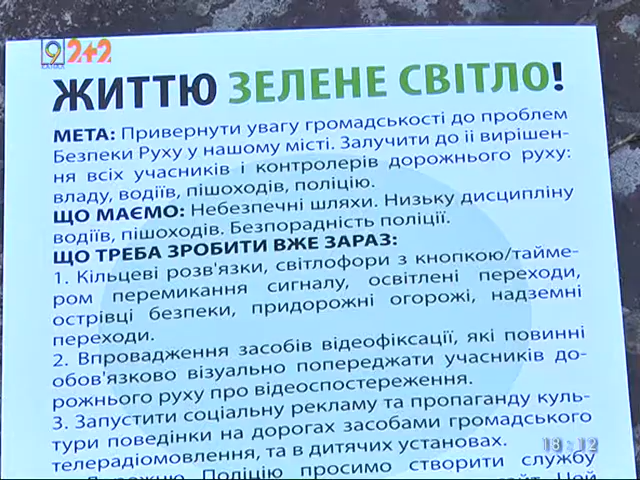 9 2+2
ЖИТТЮ ЗЕЛЕНЕ СВІТЛО!
МЕТА: Привернути увагу громадськості до проблем
Безпеки Руху у нашому місті. Залучити до іі вирішен-
ня всіх учасників і контролерів дорожнього руху:
владу, водіїв, пішоходів, поліцію.
ЩО МАЄМО: Небезпечні шляхи. Низьку дисципліну
водіїв, пішоходів. Безпорадність поліції.
ЩО ТРЕБА ЗРОБИТИ ВЖЕ ЗАРАЗ:
1. Кільцеві розв'язки, світлофори з кнопкою/тайме-
ром перемикання сигналу, освітлені переходи,
острівці безпеки, придорожні огорожі, надземні
переходи.
2. Впровадження засобів відеофіксації, які повинні
обов'язково візуально попереджати учасників до-
рожнього руху про відеоспостереження.
3. Запустити соціальну рекламу та пропаганду куль-
тури поведінки на дорогах засобами громадського
телерадіомовлення, та в дитячих установах.
Поліцію просимо створити службу
18:12